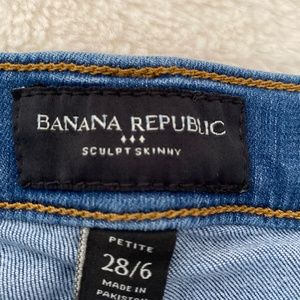 BANANA REPUBLIC
SCULPT SKINNY
PETITE
28/6
MADE IN
PAKISTAN